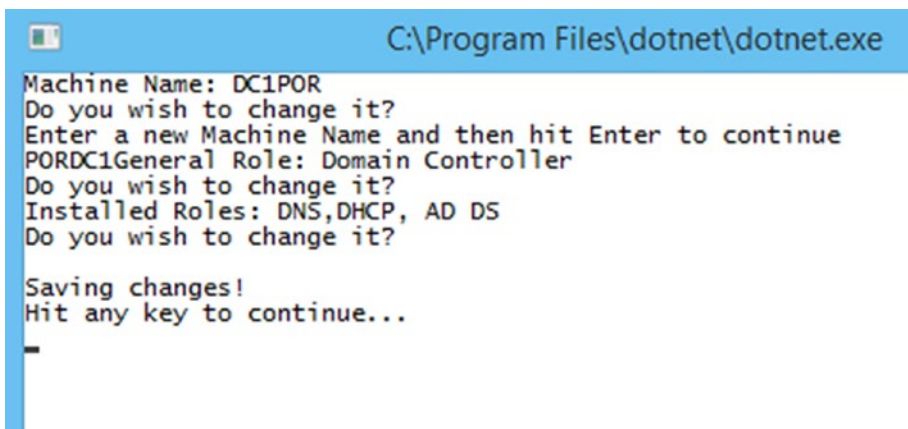 C:\Program Files\dotnet\dotnet.exe
Machine Name: DC1POR
Do you wish to change it?
Enter a new Machine Name and then hit Enter to continue
PORDC1General Role: Domain Controller
Do you wish to change it?
Installed Roles: DNS,DHCP, AD DS
Do you wish to change it?
Saving changes!
Hit any key to continue...